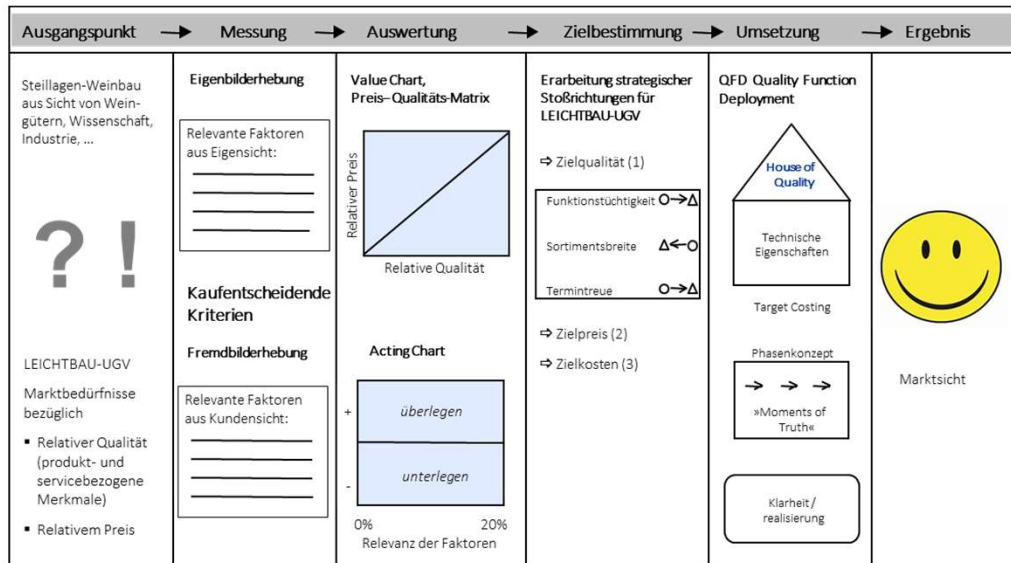 Ausgangspunkt → Messung → Auswertung → Zielbestimmung → Umsetzung → Ergebnis
Steillagen-Weinbau
aus Sicht von Wein-
gütern, Wissenschaft,
Industrie, ...
? !
LEICHTBAU-UGV
Marktbedürfnisse
bezüglich
▪ Relativer Qualität
(produkt- und
servicebezogene
Merkmale)
▪ Relativem Preis
Eigenbilderhebung
Relevante Faktoren
aus Eigensicht:
Kaufentscheidende
Kriterien
Fremdbilderhebung
Relevante Faktoren
aus Kundensicht:
Value Chart,
Preis–Qualitäts-Matrix
Relativer Preis
Relative Qualität
Acting Chart
+
überlegen
unterlegen
-
0% 20%
Relevanz der Faktoren
Erarbeitung strategischer
Stoßrichtungen für
LEICHTBAU-UGV
⇨ Zielqualität (1)
Funktionstüchtigkeit O→Δ
Sortimentsbreite Δ←O
Termintreue O→Δ
⇨ Zielpreis (2)
⇨ Zielkosten (3)
QFD Quality Function
Deployment
House of
Quality
Technische
Eigenschaften
Target Costing
Phasenkonzept
→ → →
»Moments of
Truth«
Klarheit /
realisierung
Marktsicht